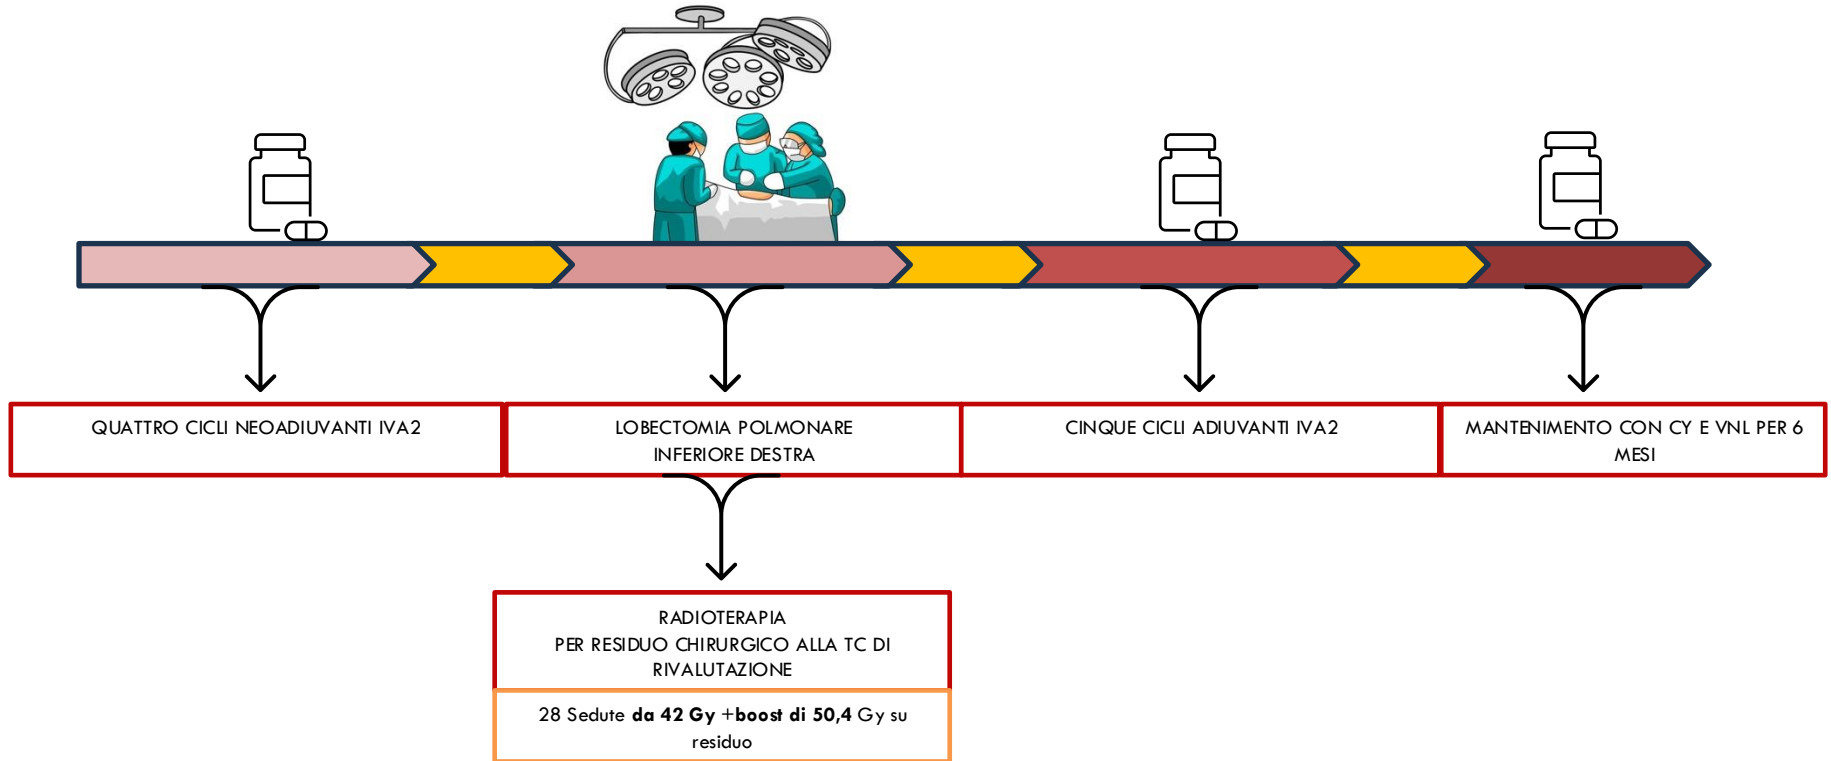 QUATTRO CICLI NEOADIUVANTI IVA2
LOBECTOMIA POLMONARE
INFERIORE DESTRA
CINQUE CICLI ADIUVANTI IVA2
MANTENIMENTO CON CY E VNL PER 6
MESI
RADIOTERAPIA
PER RESIDUO CHIRURGICO ALLA TC DI
RIVALUTAZIONE
28 Sedute da 42 Gy +boost di 50,4 Gy su
residuo